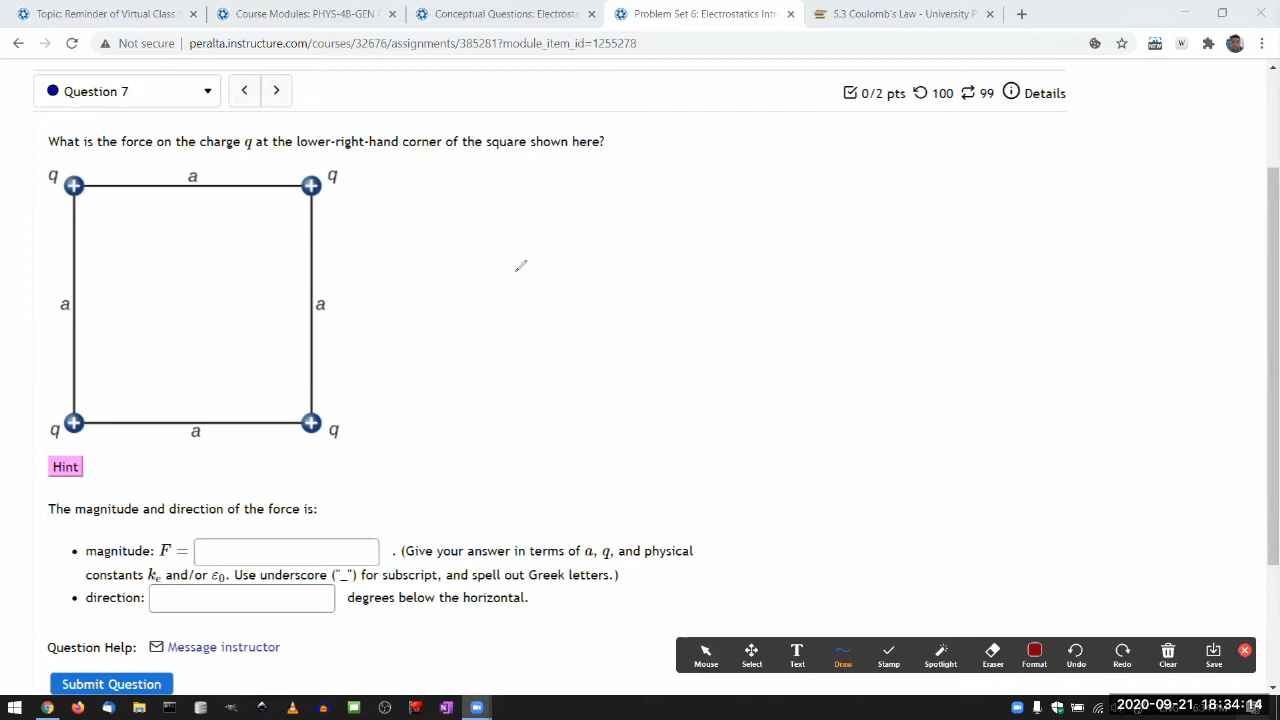 Topic: Reminder of Virtual Class
Course Modules: PHYS-4B-GEN
Conceptual Questions: Electrosta
Problem Set 6: Electrostatics Intr
5.3 Coulomb's Law - University P
Not secure | peralta.instructure.com/courses/32676/assignments/385281?module_item_id=1255278
NEW
W
Question 7
0/2 pts 100 99 Details
What is the force on the charge q at the lower-right-hand corner of the square shown here?
q a q
a a
q a q
Hint
The magnitude and direction of the force is:
• magnitude: F = . (Give your answer in terms of a, q, and physical
constants k_e and/or ε_0. Use underscore ("_") for subscript, and spell out Greek letters.)
• direction: degrees below the horizontal.
Question Help: Message instructor
Mouse Select Text Draw Stamp Spotlight Eraser Format Undo Redo Clear Save
Submit Question
2020-09-21 18:34:14